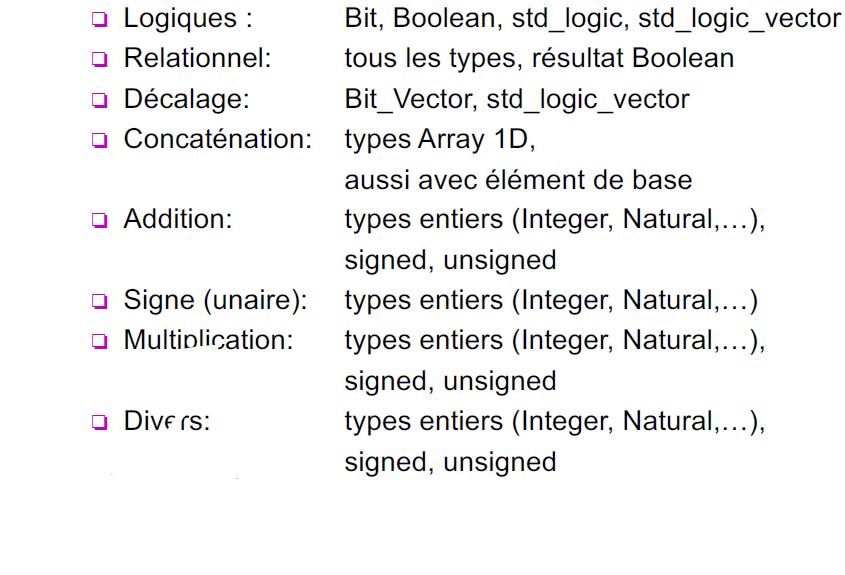 Logiques : Bit, Boolean, std_logic, std_logic_vector
Relationnel: tous les types, résultat Boolean
Décalage: Bit_Vector, std_logic_vector
Concaténation: types Array 1D,
aussi avec élément de base
Addition: types entiers (Integer, Natural,…),
signed, unsigned
Signe (unaire): types entiers (Integer, Natural,…)
Multiplication: types entiers (Integer, Natural,…),
signed, unsigned
Divers: types entiers (Integer, Natural,…),
signed, unsigned